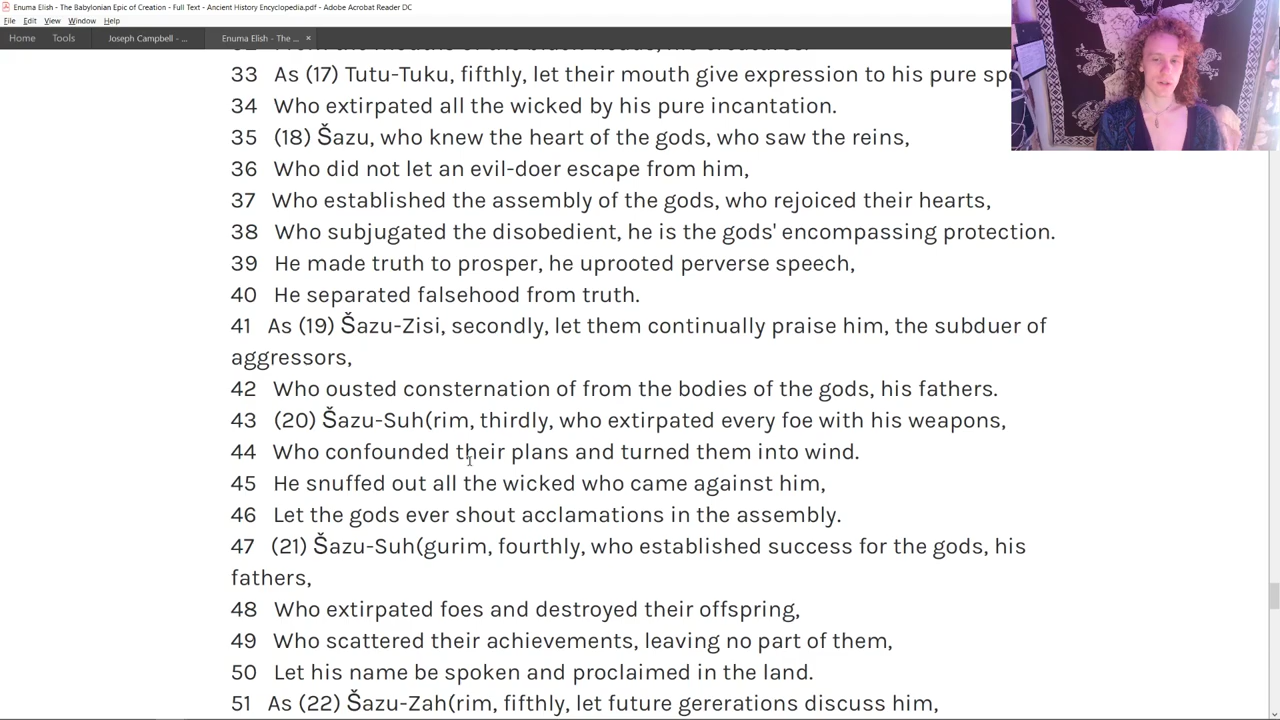 Enuma Elish - The Babylonian Epic of Creation - Full Text - Ancient History Encyclopedia.pdf - Adobe Acrobat Reader DC
File Edit View Window Help
Home Tools Joseph Campbell - ... Enuma Elish - The ... ×
33 As (17) Tutu-Tuku, fifthly, let their mouth give expression to his pure
34 Who extirpated all the wicked by his pure incantation.
35 (18) Šazu, who knew the heart of the gods, who saw the reins,
36 Who did not let an evil-doer escape from him,
37 Who established the assembly of the gods, who rejoiced their hearts,
38 Who subjugated the disobedient, he is the gods' encompassing protection.
39 He made truth to prosper, he uprooted perverse speech,
40 He separated falsehood from truth.
41 As (19) Šazu-Zisi, secondly, let them continually praise him, the subduer of
aggressors,
42 Who ousted consternation of from the bodies of the gods, his fathers.
43 (20) Šazu-Suh(rim, thirdly, who extirpated every foe with his weapons,
44 Who confounded their plans and turned them into wind.
45 He snuffed out all the wicked who came against him,
46 Let the gods ever shout acclamations in the assembly.
47 (21) Šazu-Suh(gurim, fourthly, who established success for the gods, his
fathers,
48 Who extirpated foes and destroyed their offspring,
49 Who scattered their achievements, leaving no part of them,
50 Let his name be spoken and proclaimed in the land.
51 As (22) Šazu-Zah(rim, fifthly, let future gererations discuss him,